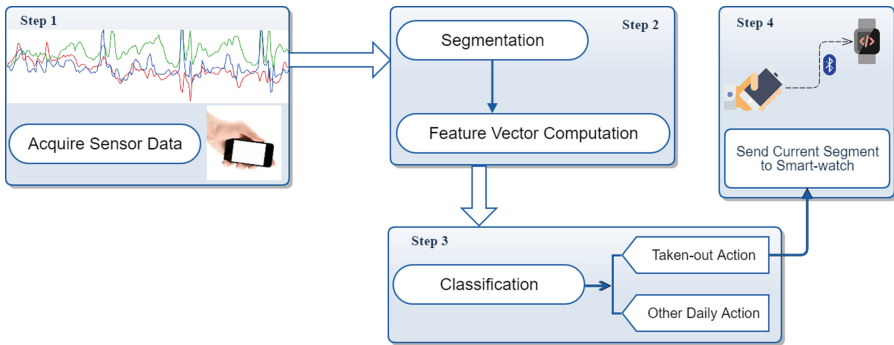 Step 1
Acquire Sensor Data
Step 2
Segmentation
Feature Vector Computation
Step 3
Classification
Taken-out Action
Other Daily Action
Step 4
</>
Send Current Segment
to Smart-watch